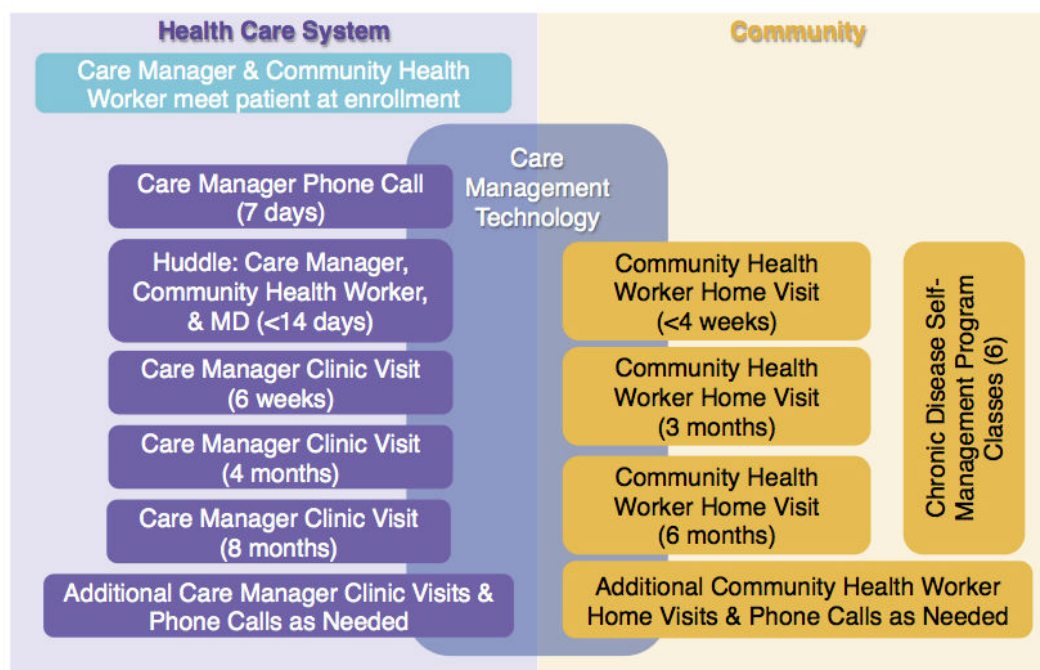 Health Care System
Care Manager & Community Health
Worker meet patient at enrollment
Care Manager Phone Call
(7 days)
Huddle: Care Manager,
Community Health Worker,
& MD (<14 days)
Care Manager Clinic Visit
(6 weeks)
Care Manager Clinic Visit
(4 months)
Care Manager Clinic Visit
(8 months)
Additional Care Manager Clinic Visits &
Phone Calls as Needed
Care
Management
Technology
Community
Community Health
Worker Home Visit
(<4 weeks)
Community Health
Worker Home Visit
(3 months)
Community Health
Worker Home Visit
(6 months)
Chronic Disease Self-
Management Program
Classes (6)
Additional Community Health Worker
Home Visits & Phone Calls as Needed